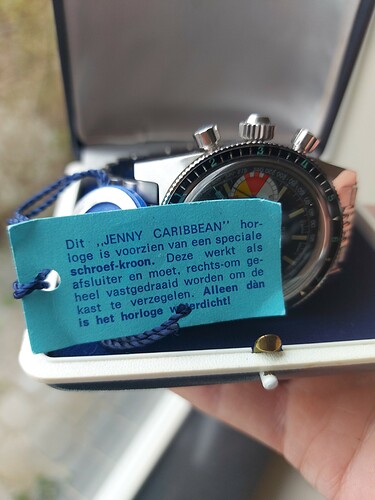 Dit „JENNY CARIBBEAN” hor-
loge is voorzien van een speciale
schroef-kroon. Deze werkt als
afsluiter en moet, rechts-om ge-
heel vastgedraaid worden om de
kast te verzegelen. Alleen dàn
is het horloge waterdicht!